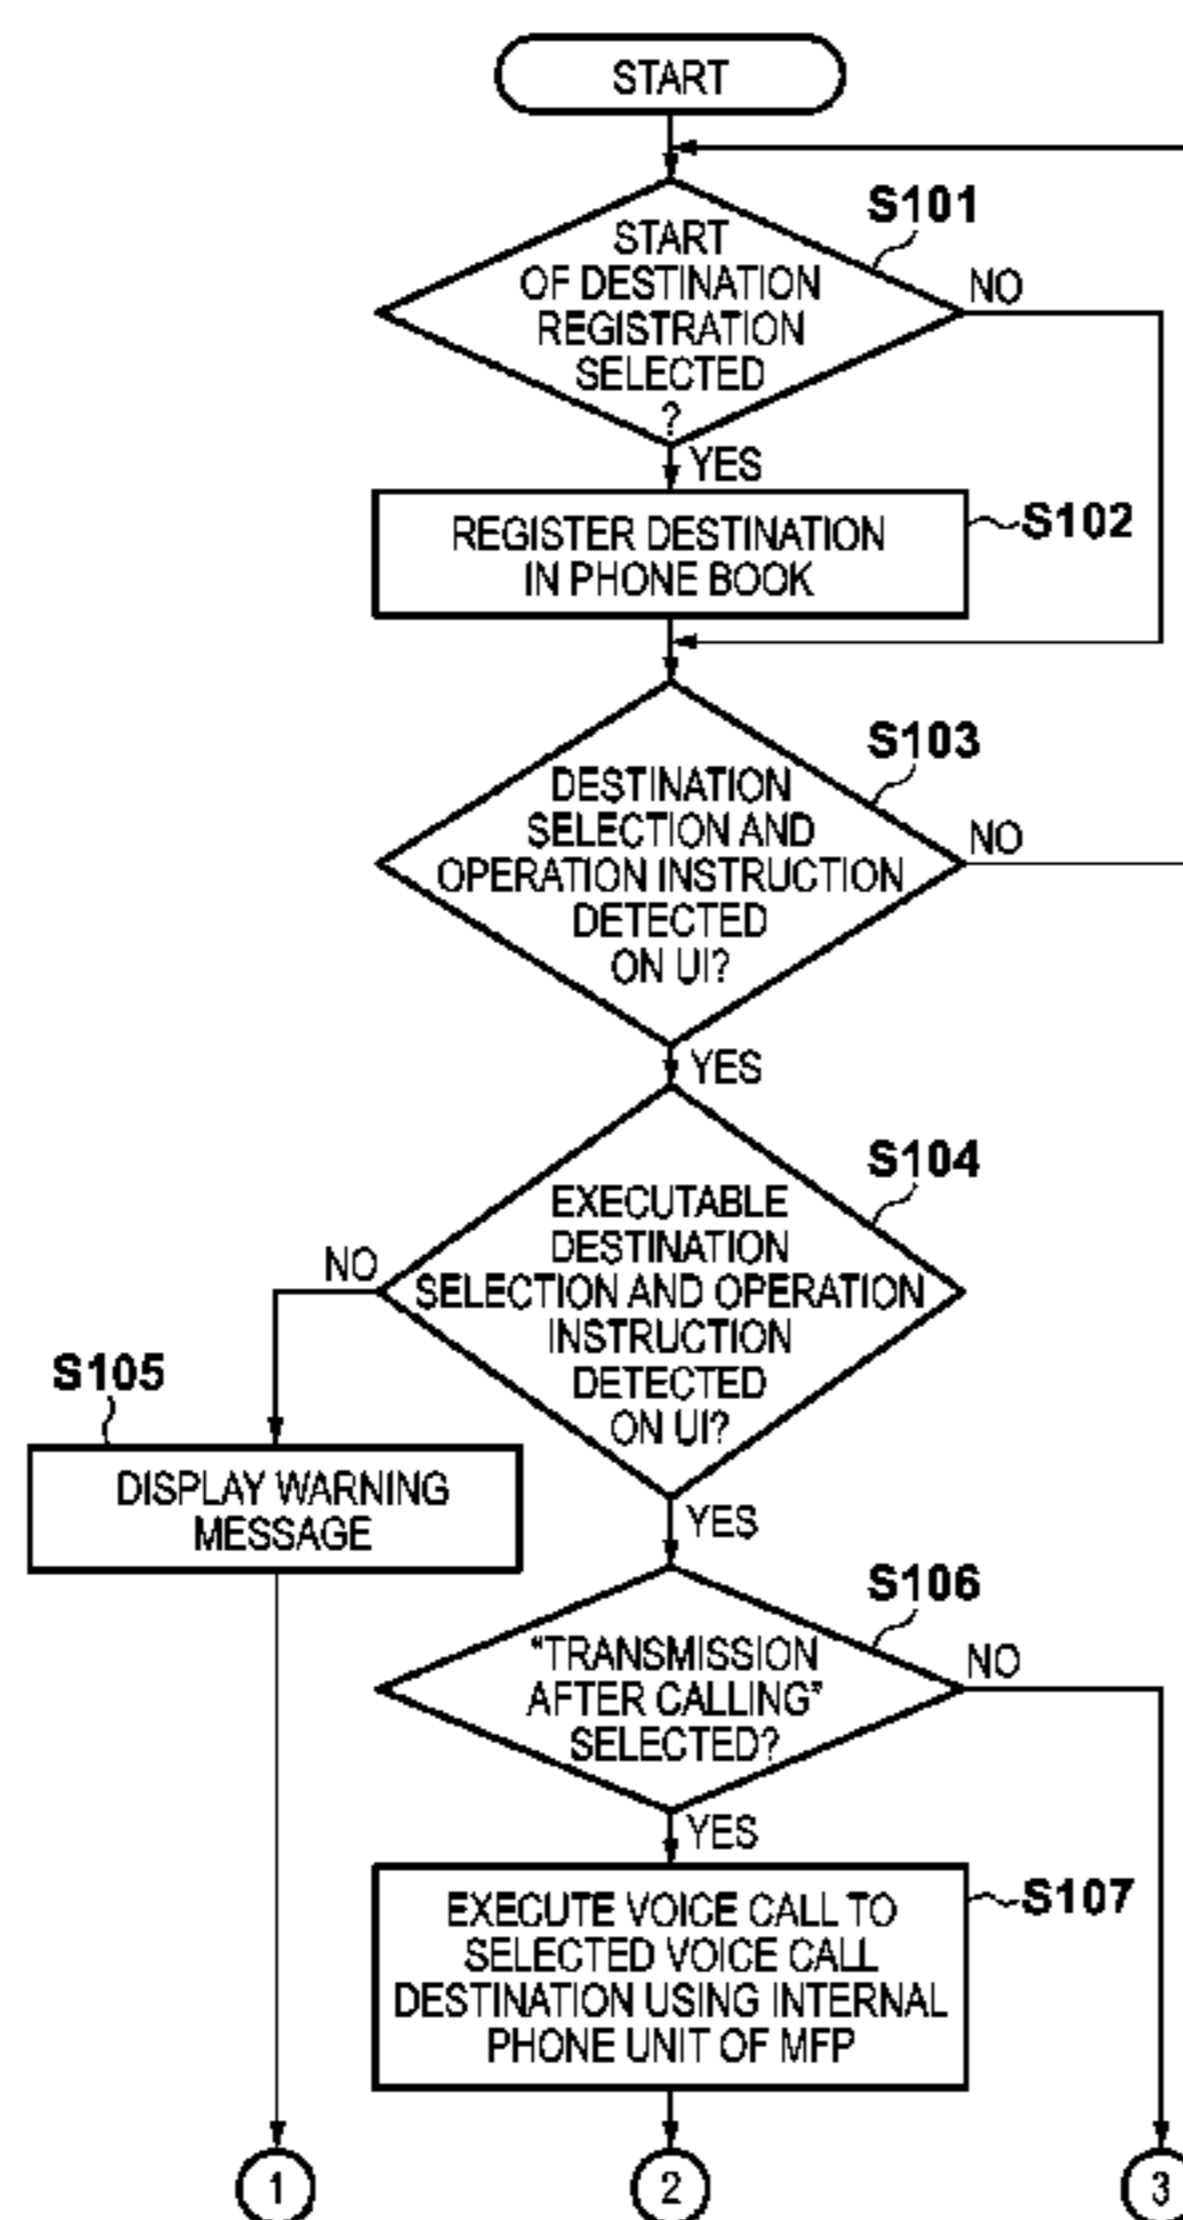 START
S101
START
OF DESTINATION
REGISTRATION
SELECTED
?
NO
YES
REGISTER DESTINATION
IN PHONE BOOK
S102
S103
DESTINATION
SELECTION AND
OPERATION INSTRUCTION
DETECTED
ON UI?
NO
YES
S104
EXECUTABLE
DESTINATION
SELECTION AND OPERATION
INSTRUCTION
DETECTED
ON UI?
NO
S105
DISPLAY WARNING
MESSAGE
YES
S106
“TRANSMISSION
AFTER CALLING”
SELECTED?
NO
YES
EXECUTE VOICE CALL TO
SELECTED VOICE CALL
DESTINATION USING INTERNAL
PHONE UNIT OF MFP
S107
1
2
3